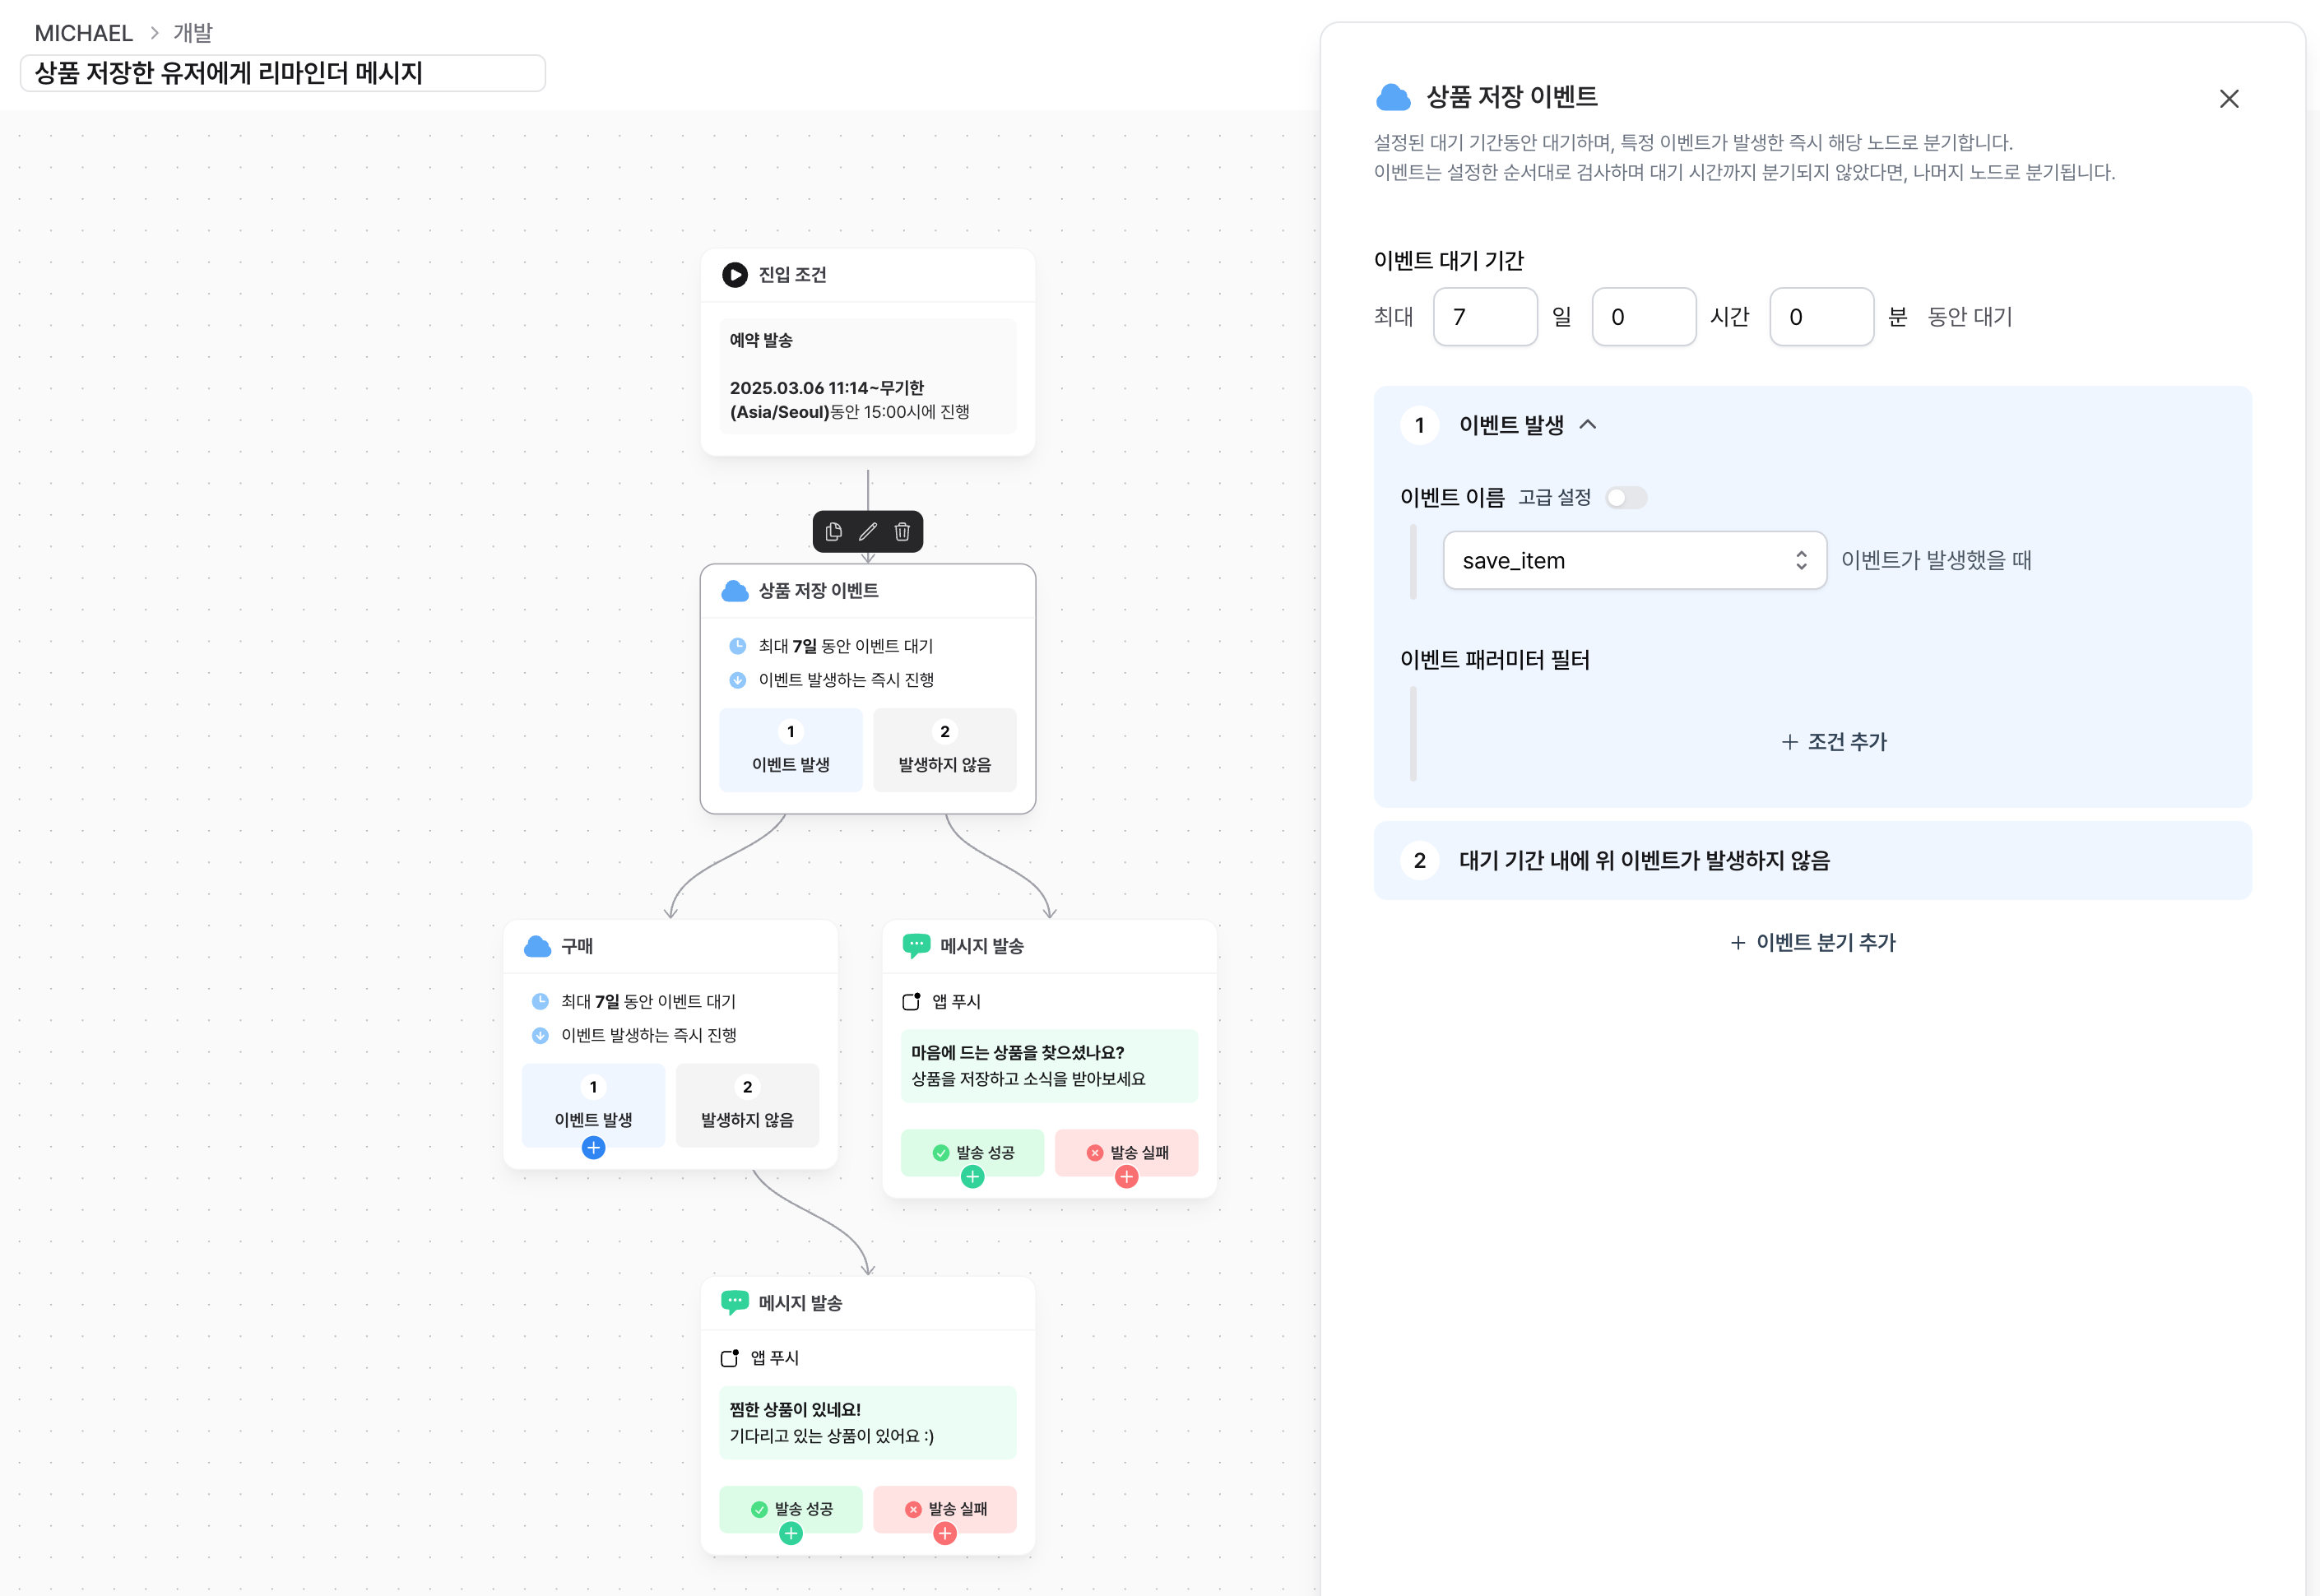 MICHAEL > 개발
상품 저장한 유저에게 리마인더 메시지
진입 조건
예약 발송
2025.03.06 11:14~무기한
(Asia/Seoul)동안 15:00시에 진행
상품 저장 이벤트
최대 7일 동안 이벤트 대기
이벤트 발생하는 즉시 진행
1 2
이벤트 발생 발생하지 않음
구매
최대 7일 동안 이벤트 대기
이벤트 발생하는 즉시 진행
1 2
이벤트 발생 발생하지 않음
메시지 발송
앱 푸시
마음에 드는 상품을 찾으셨나요?
상품을 저장하고 소식을 받아보세요
발송 성공 발송 실패
메시지 발송
앱 푸시
찜한 상품이 있네요!
기다리고 있는 상품이 있어요 :)
발송 성공 발송 실패
상품 저장 이벤트
설정된 대기 기간동안 대기하며, 특정 이벤트가 발생한 즉시 해당 노드로 분기합니다.
이벤트는 설정한 순서대로 검사하며 대기 시간까지 분기되지 않았다면, 나머지 노드로 분기됩니다.
이벤트 대기 기간
최대 7 일 0 시간 0 분 동안 대기
1 이벤트 발생
이벤트 이름 고급 설정
save_item 이벤트가 발생했을 때
이벤트 패러미터 필터
+ 조건 추가
2 대기 기간 내에 위 이벤트가 발생하지 않음
+ 이벤트 분기 추가